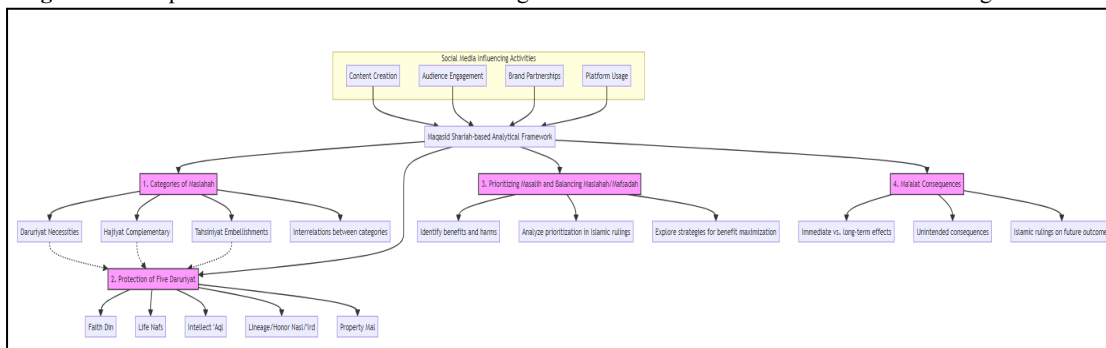 Social Media Influencing Activities
Content Creation
Audience Engagement
Brand Partnerships
Platform Usage
Maqasid Shariah-based Analytical Framework
1. Categories of Maslahah
3. Prioritizing Masalih and Balancing Maslahah/Mafsadah
4. Ma'alat Consequences
Daruriyat Necessities
Hajiyat Complementary
Tahsiniyat Embellishments
Interrelations between categories
Identify benefits and harms
Analyze prioritization in Islamic rulings
Explore strategies for benefit maximization
Immediate vs. long-term effects
Unintended consequences
Islamic rulings on future outcome
2. Protection of Five Daruriyat
Faith Din
Life Nafs
Intellect 'Aql
Lineage/Honor Nasl/'Ird
Property Mal